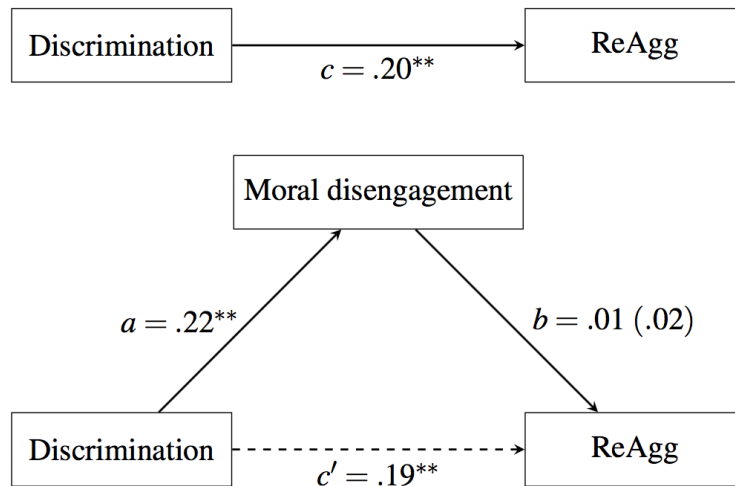 Discrimination
ReAgg
c = .20**
Moral disengagement
a = .22**
b = .01 (.02)
Discrimination
ReAgg
c′ = .19**